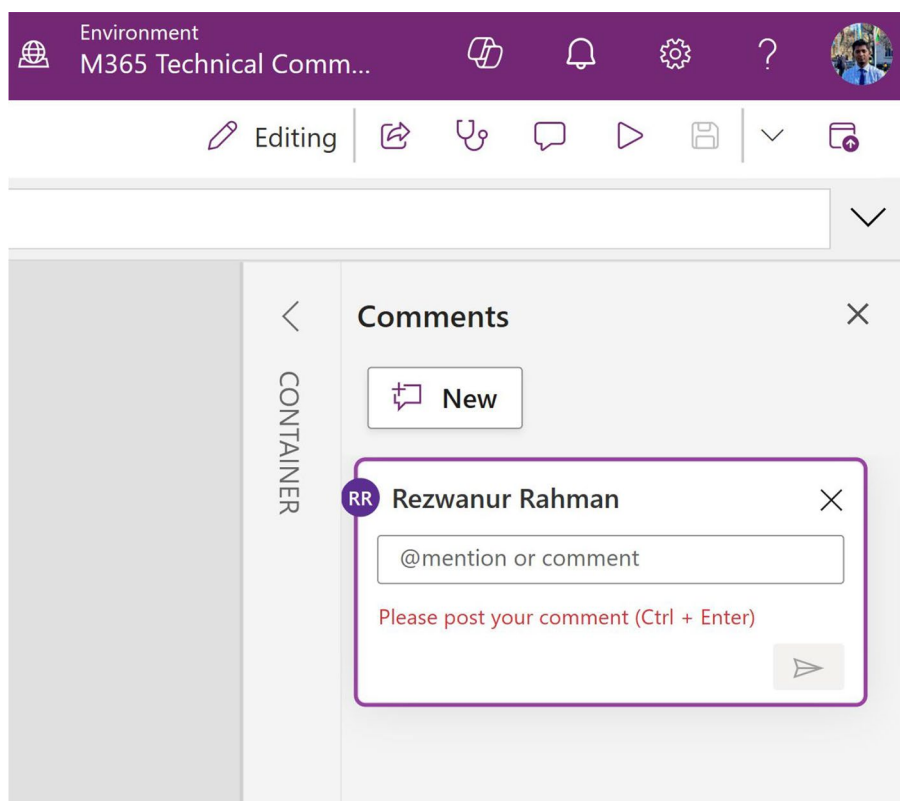 Environment
M365 Technical Comm...
Editing
Comments
CONTAINER
New
RR Rezwanur Rahman
@mention or comment
Please post your comment (Ctrl + Enter)